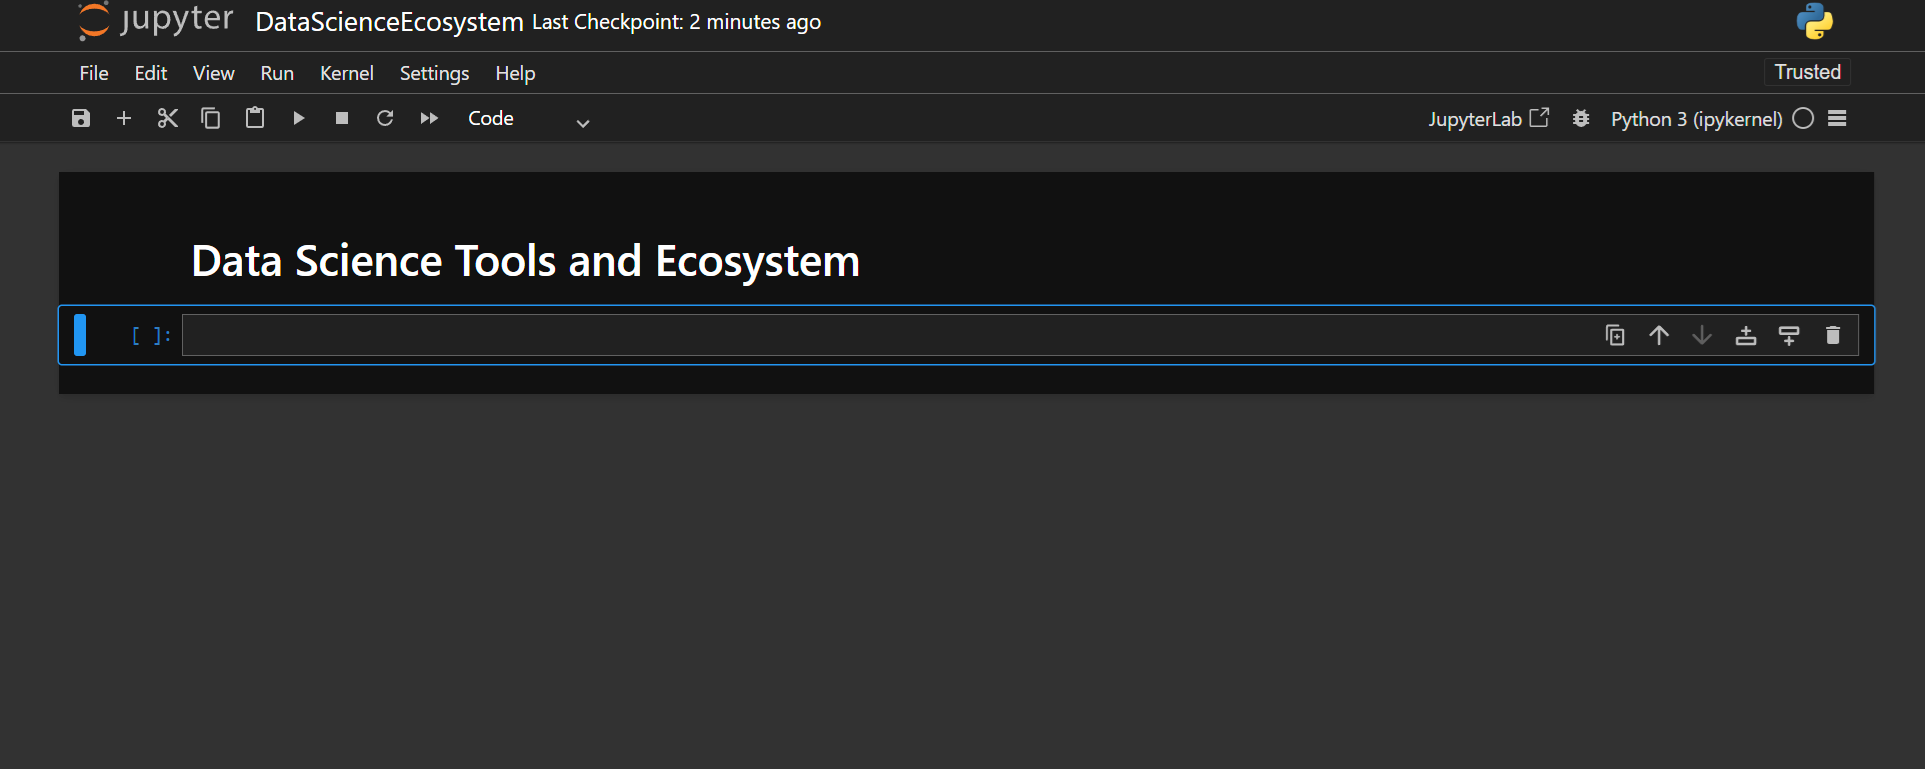 jupyter DataScienceEcosystem Last Checkpoint: 2 minutes ago
File Edit View Run Kernel Settings Help Trusted
Code JupyterLab Python 3 (ipykernel)
Data Science Tools and Ecosystem
[ ]: